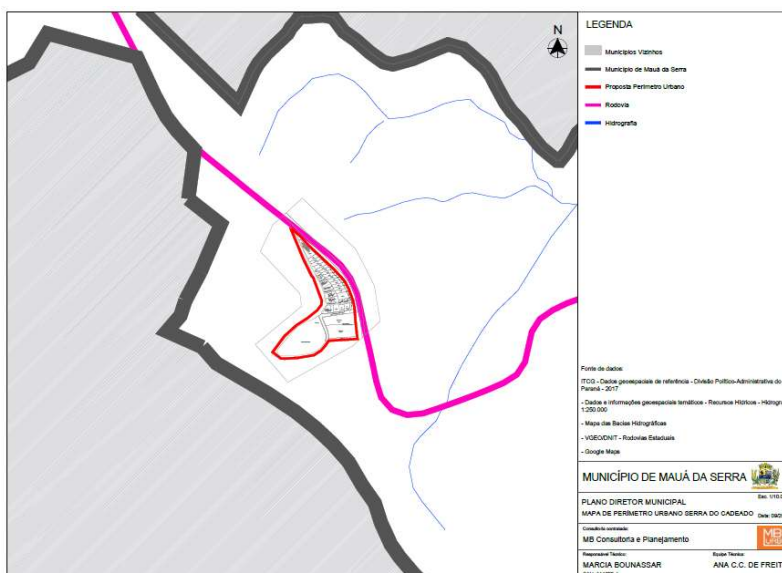 N
LEGENDA
Municípios Vizinhos
Município de Mauá da Serra
Proposta Perímetro Urbano
Rodovia
Hidrografia
Fonte de dados:
ITCG - Dados geoespaciais de referência - Divisão Político-Administrativa do
Paraná - 2017
- Dados e informações geoespaciais temáticos - Recursos Hídricos - Hidrogr
1:250.000
- Mapa das Bacias Hidrográficas
- VGEO/DNIT - Rodovias Estaduais
- Google Maps
MUNICÍPIO DE MAUÁ DA SERRA
PLANO DIRETOR MUNICIPAL
MAPA DE PERÍMETRO URBANO SERRA DO CADEADO
MB Consultoria e Planejamento
MB
Responsável Técnico:
Equipe Técnica:
MARCIA BOUNASSAR
ANA C.C. DE FREIT